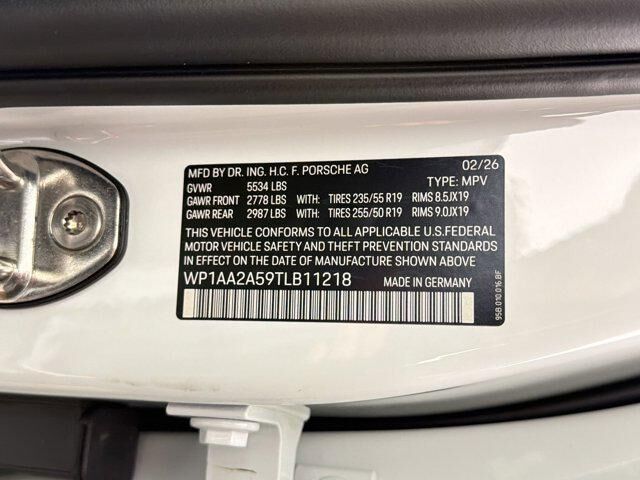 MFD BY DR. ING. H.C. F. PORSCHE AG 02/26
GVWR 5534 LBS TYPE: MPV
GAWR FRONT 2778 LBS WITH: TIRES 235/55 R19 RIMS 8.5JX19
GAWR REAR 2987 LBS WITH: TIRES 255/50 R19 RIMS 9.0JX19
THIS VEHICLE CONFORMS TO ALL APPLICABLE U.S.FEDERAL
MOTOR VEHICLE SAFETY AND THEFT PREVENTION STANDARDS
IN EFFECT ON THE DATE OF MANUFACTURE SHOWN ABOVE
WP1AA2A59TLB11218 MADE IN GERMANY
95B.010.016.BF